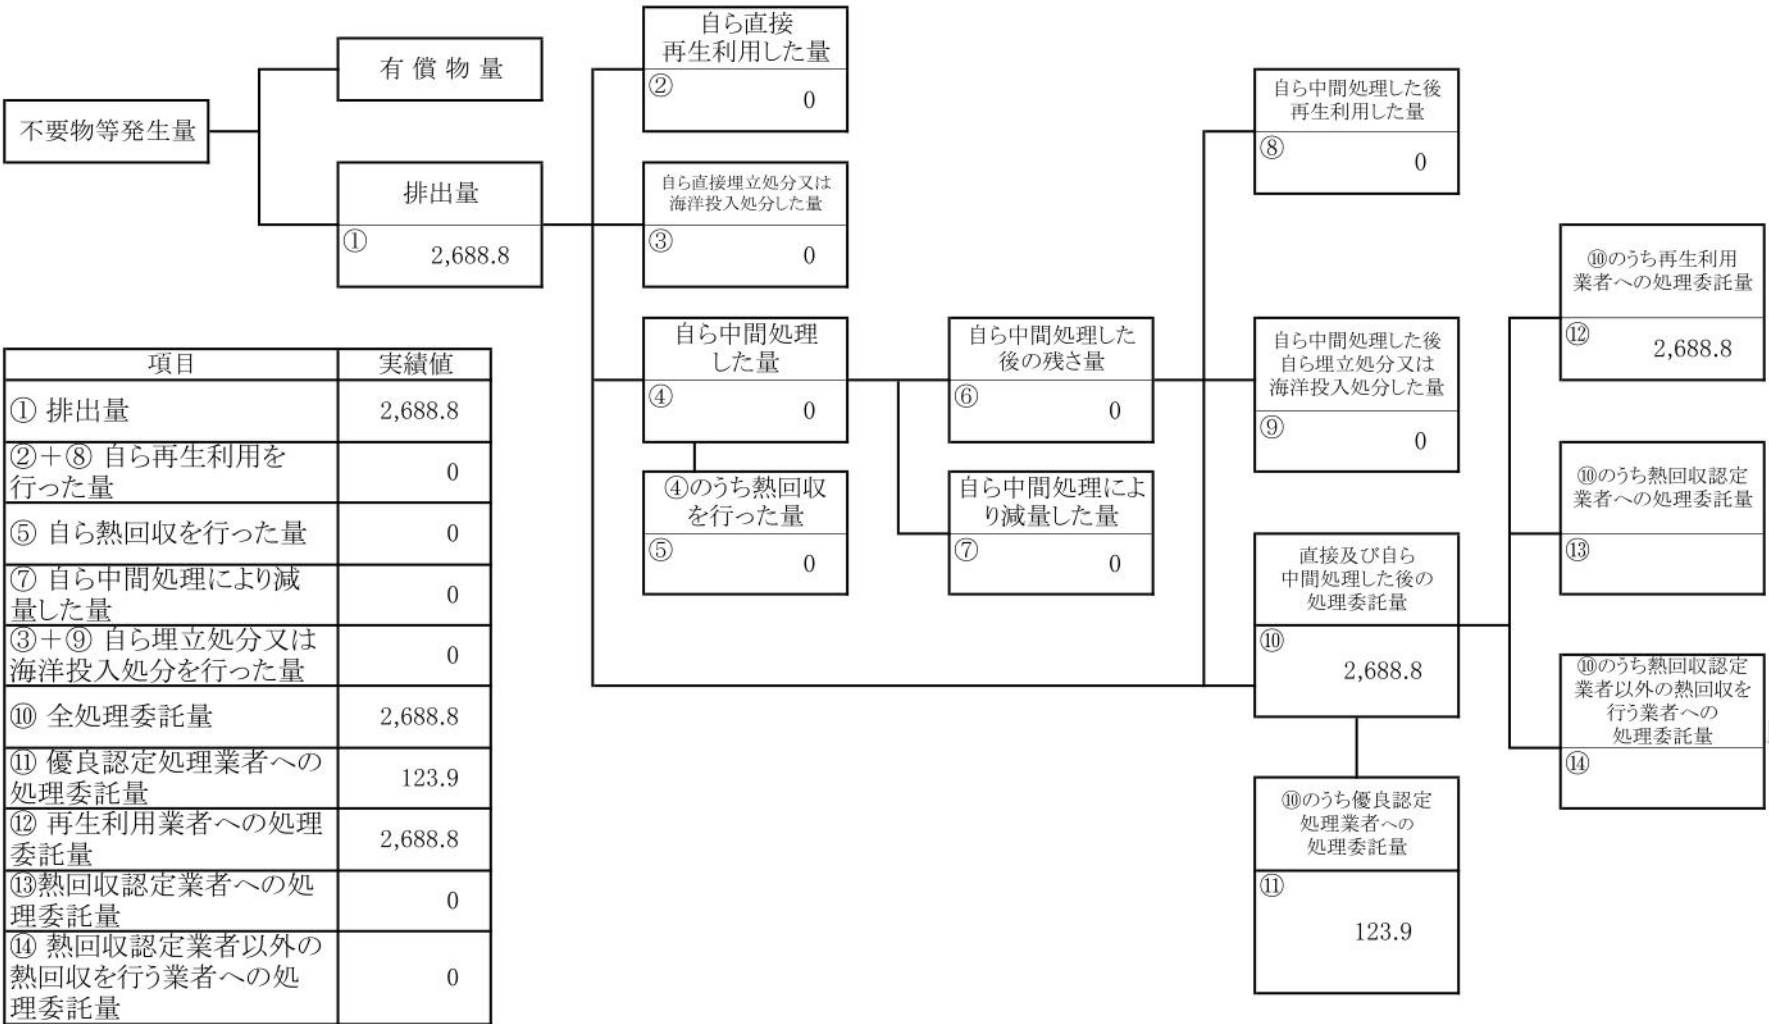 不要物等発生量
有償物量
排出量
①
2,688.8
自ら直接
再生利用した量
②
0
自ら直接埋立処分又は
海洋投入処分した量
③
0
自ら中間処理
した量
④
0
④のうち熱回収
を行った量
⑤
0
自ら中間処理した
後の残さ量
⑥
0
自ら中間処理によ
り減量した量
⑦
0
自ら中間処理した後
再生利用した量
⑧
0
自ら中間処理した後
自ら埋立処分又は
海洋投入処分した量
⑨
0
直接及び自ら
中間処理した後の
処理委託量
⑩
2,688.8
⑩のうち優良認定
処理業者への
処理委託量
⑪
123.9
⑩のうち再生利用
業者への処理委託量
⑫
2,688.8
⑩のうち熱回収認定
業者への処理委託量
⑬
⑩のうち熱回収認定
業者以外の熱回収を
行う業者への
処理委託量
⑭
項目 実績値
① 排出量 2,688.8
②+⑧ 自ら再生利用を
行った量 0
⑤ 自ら熱回収を行った量 0
⑦ 自ら中間処理により減
量した量 0
③+⑨ 自ら埋立処分又は
海洋投入処分を行った量 0
⑩ 全処理委託量 2,688.8
⑪ 優良認定処理業者への
処理委託量 123.9
⑫ 再生利用業者への処理
委託量 2,688.8
⑬熱回収認定業者への処
理委託量 0
⑭ 熱回収認定業者以外の
熱回収を行う業者への処
理委託量 0